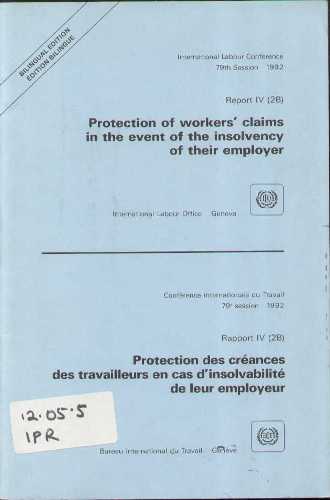 BILINGUAL EDITION
ÉDITION BILINGUE
International Labour Conference
79th Session 1992
Report IV (2B)
Protection of workers' claims
in the event of the insolvency
of their employer
International Labour Office Geneva
Conférence internationale du Travail
79e session 1992
Rapport IV (2B)
Protection des créances
des travailleurs en cas d'insolvabilité
de leur employeur
12.05.5
IPR
Bureau international du Travail Genève